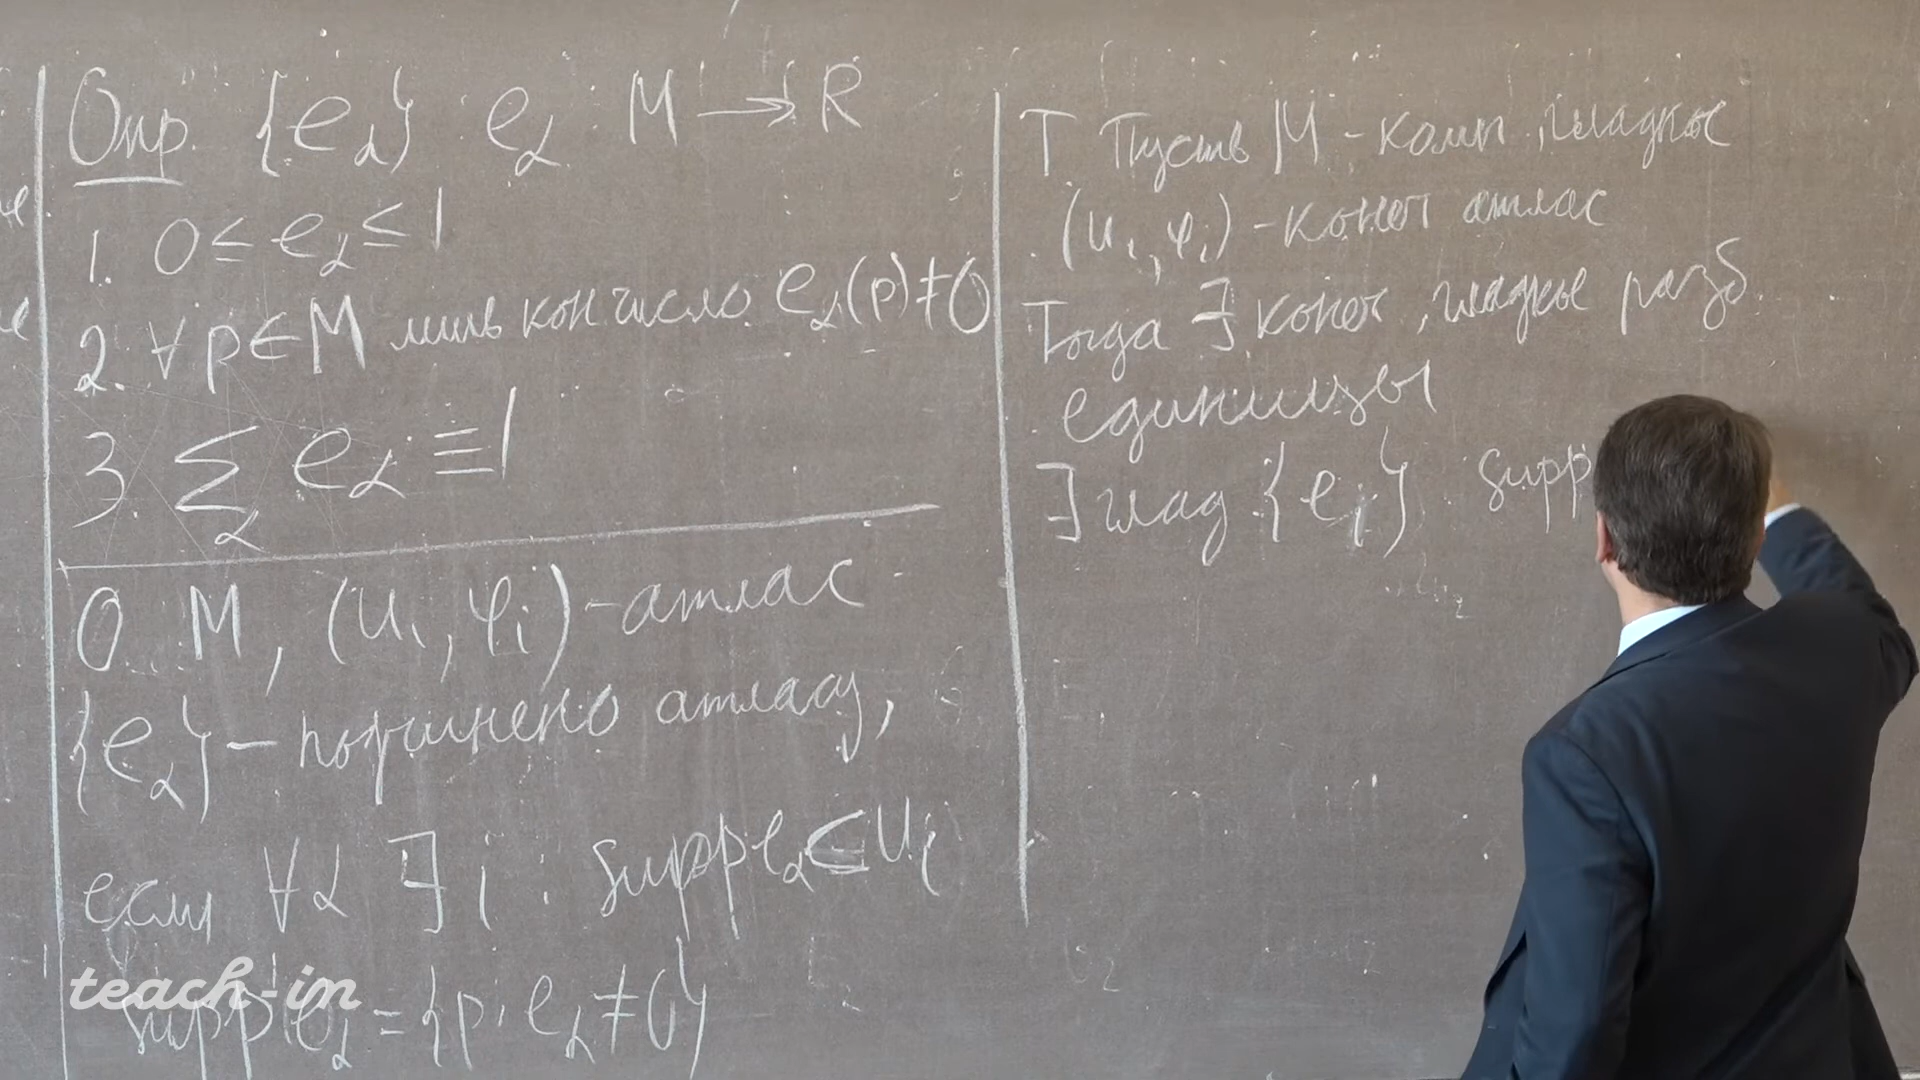 Опр. {e_α} e_α : M → R
1. 0 ≤ e_α ≤ 1
2. ∀ p ∈ M лишь кон число e_α(p) ≠ 0
3. ∑_α e_α ≡ 1
О M, (U_i, φ_i) - атлас
{e_α} - подчинено атласу,
если ∀α ∃ i : supp e_α ⊂ U_i
supp e_α = {p : e_α ≠ 0}
teach-in
Т Пусть M - комп, гладкое
(U_i, φ_i) - конеч атлас
Тогда ∃ конеч, гладкое разб.
единицы
∃ глад {e_i} : supp